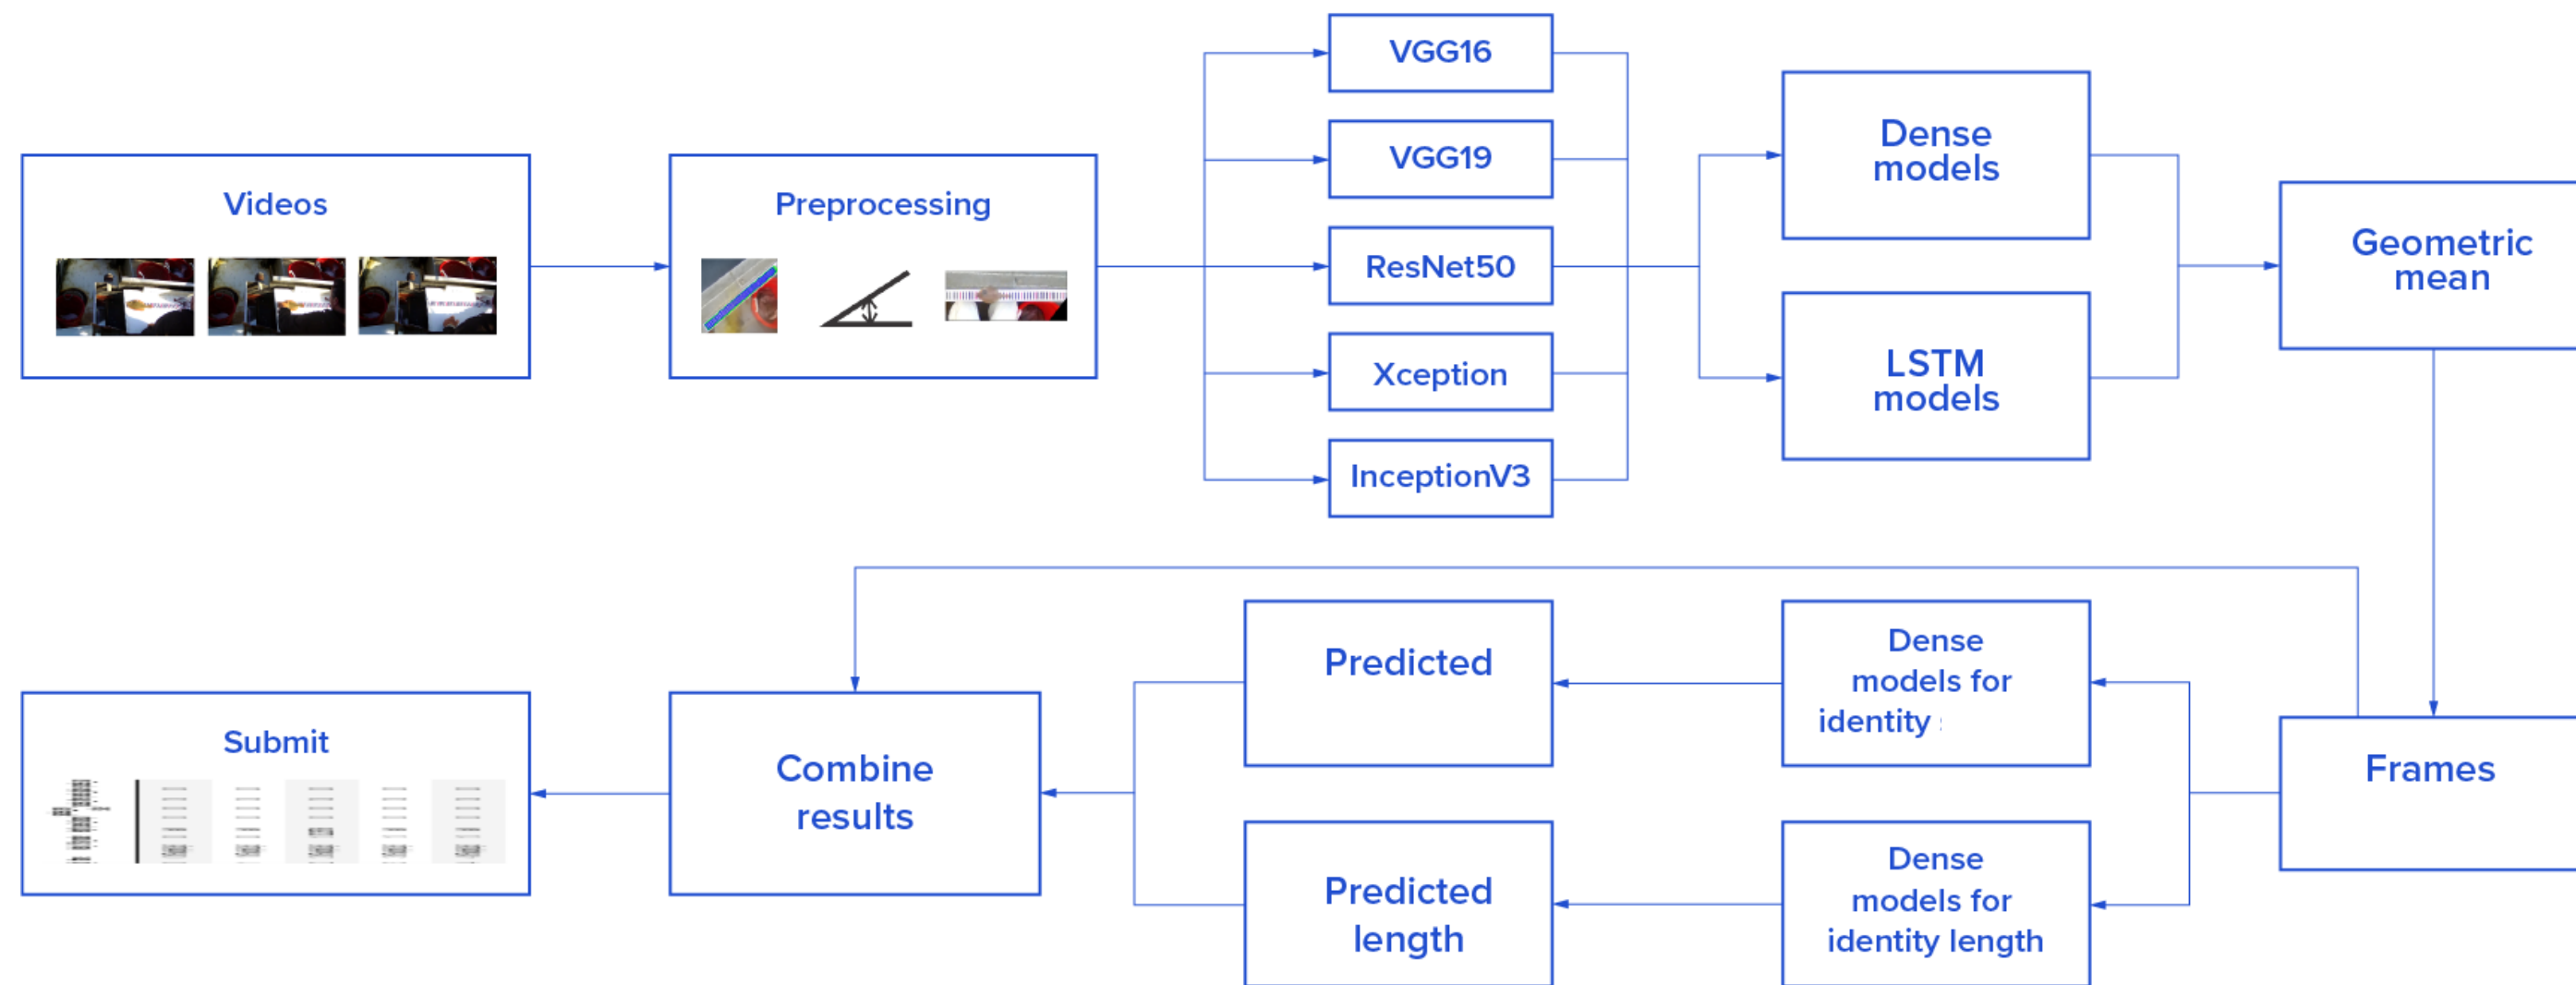 Videos
Preprocessing
VGG16
VGG19
ResNet50
Xception
InceptionV3
Dense
models
LSTM
models
Geometric
mean
Frames
Dense
models for
identity
Dense
models for
identity length
Predicted
Predicted
length
Combine
results
Submit